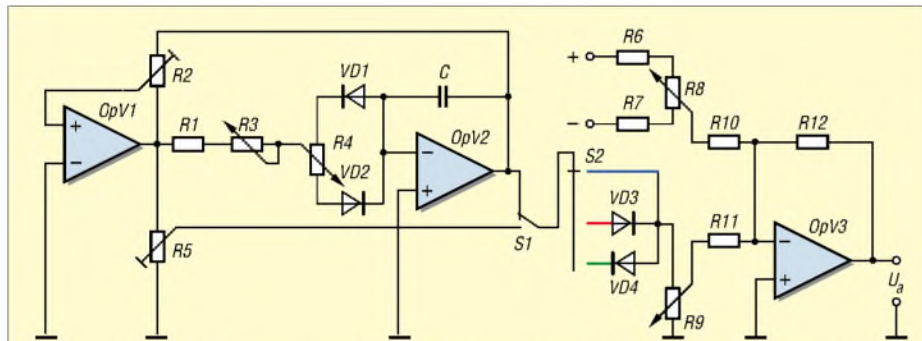 R6
+
R2
VD1
C
R8
OpV1
R7
R1
R3
OpV2
−
R10
R12
+
−
R4
−
+
S2
VD2
VD3
R11
OpV3
−
+
S1
R5
VD4
R9
Ua